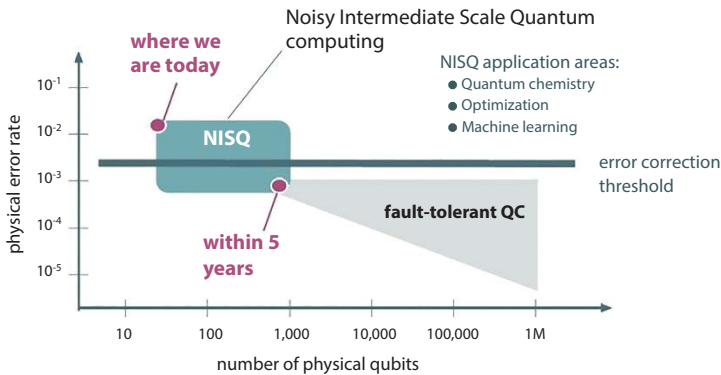 Noisy Intermediate Scale Quantum
computing
where we
are today
NISQ application areas:
● Quantum chemistry
● Optimization
● Machine learning
physical error rate
10⁻¹
10⁻²
10⁻³
10⁻⁴
10⁻⁵
NISQ
error correction
threshold
fault-tolerant QC
within 5
years
10
100
1,000
10,000
100,000
1M
number of physical qubits